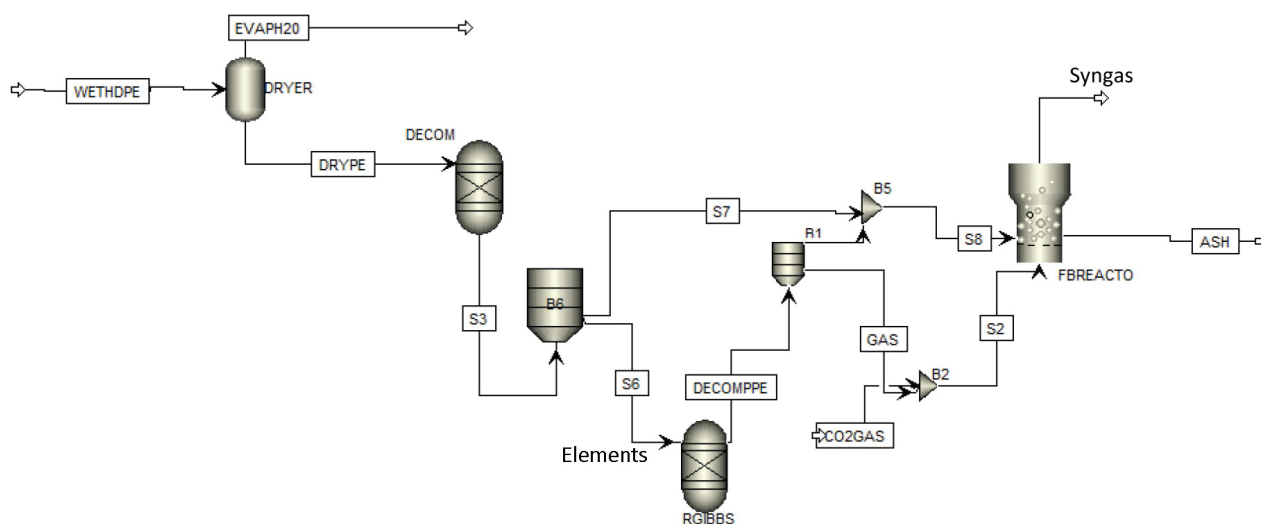 EVAPH20
WETHDPE
DRYER
Syngas
DECOM
DRYPE
S7
B5
B1
S8
ASH
FBREACTO
S3
B6
S2
GAS
B2
S6
DECOMPPE
CO2GAS
Elements
RGIBBS